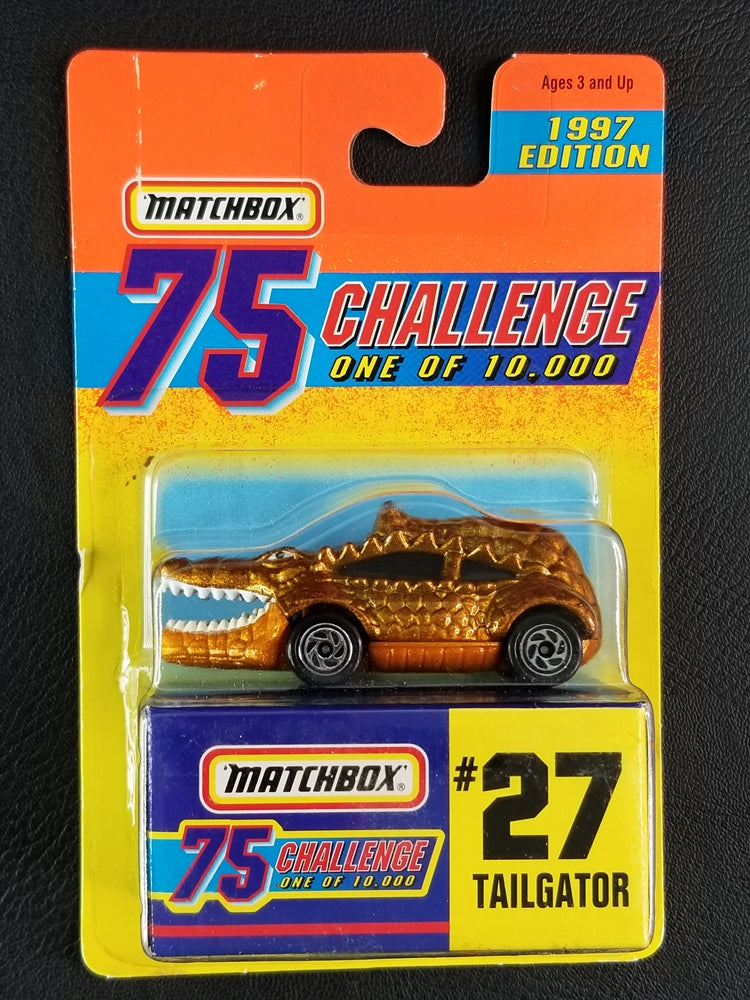 Ages 3 and Up
1997
EDITION
MATCHBOX®
75
CHALLENGE
ONE OF 10,000
MATCHBOX®
75 CHALLENGE
ONE OF 10,000
#27
TAILGATOR